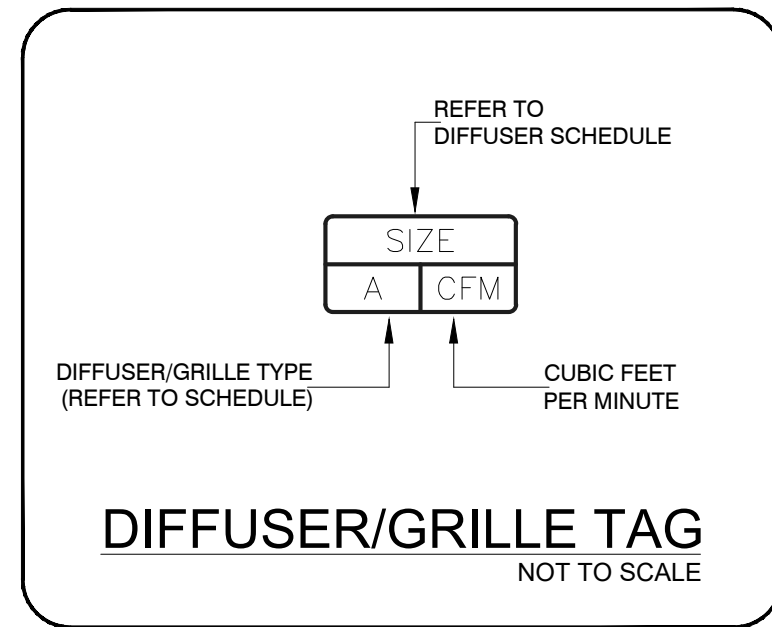 REFER TO
DIFFUSER SCHEDULE
SIZE
A
CFM
DIFFUSER/GRILLE TYPE
(REFER TO SCHEDULE)
CUBIC FEET
PER MINUTE
DIFFUSER/GRILLE TAG
NOT TO SCALE